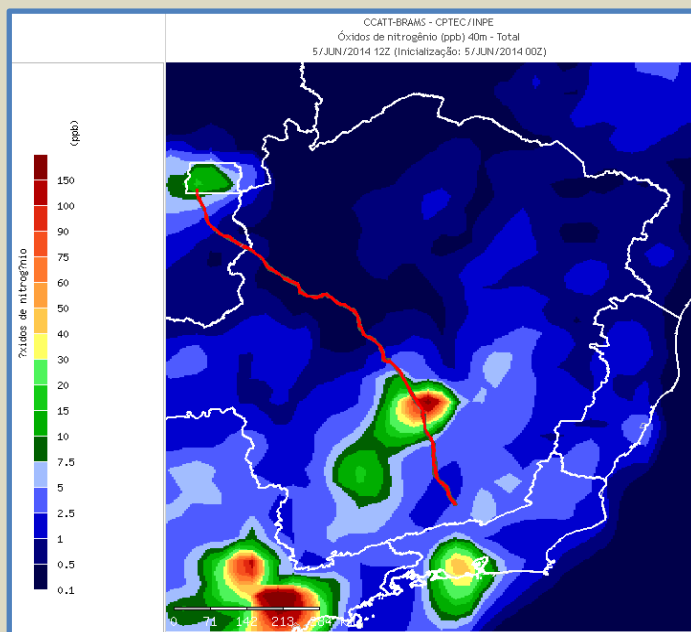 CCATT-BRAMS - CPTEC/INPE
Óxidos de nitrogênio (ppb) 40m - Total
5/JUN/2014 12Z (Inicialização: 5/JUN/2014 00Z)
(ppb)
?xidos de nitrog?nio
150
100
90
75
60
50
40
30
20
15
10
7.5
5
2.5
1
0.5
0.1
0 71 142 213